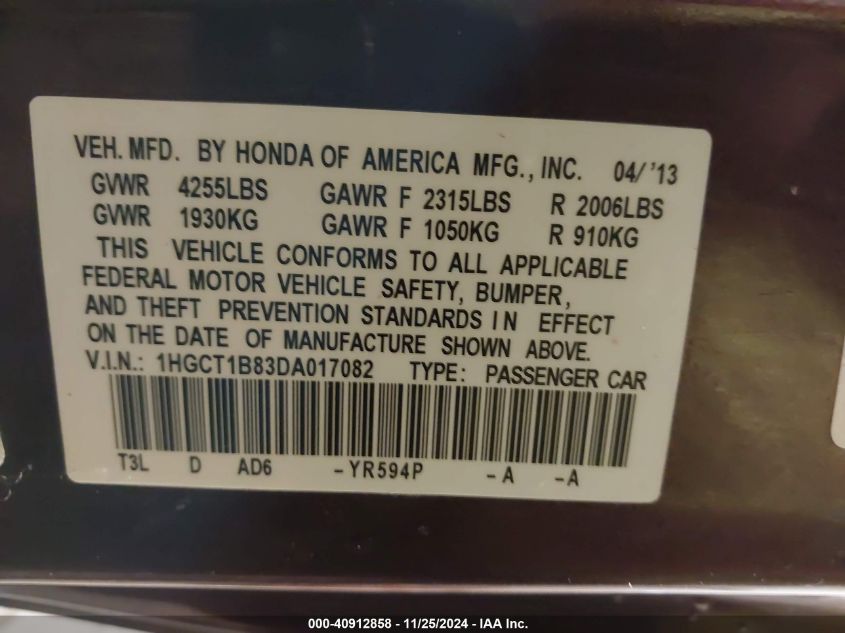 VEH. MFD. BY HONDA OF AMERICA MFG., INC. 04/ '13
GVWR 4255LBS GAWR F 2315LBS R 2006LBS
GVWR 1930KG GAWR F 1050KG R 910KG
THIS VEHICLE CONFORMS TO ALL APPLICABLE
FEDERAL MOTOR VEHICLE SAFETY, BUMPER,
AND THEFT PREVENTION STANDARDS IN EFFECT
ON THE DATE OF MANUFACTURE SHOWN ABOVE.
V.I.N.: 1HGCT1B83DA017082 TYPE: PASSENGER CAR
T3L D AD6 -YR594P -A -A
000-40912858 - 11/25/2024 - IAA Inc.